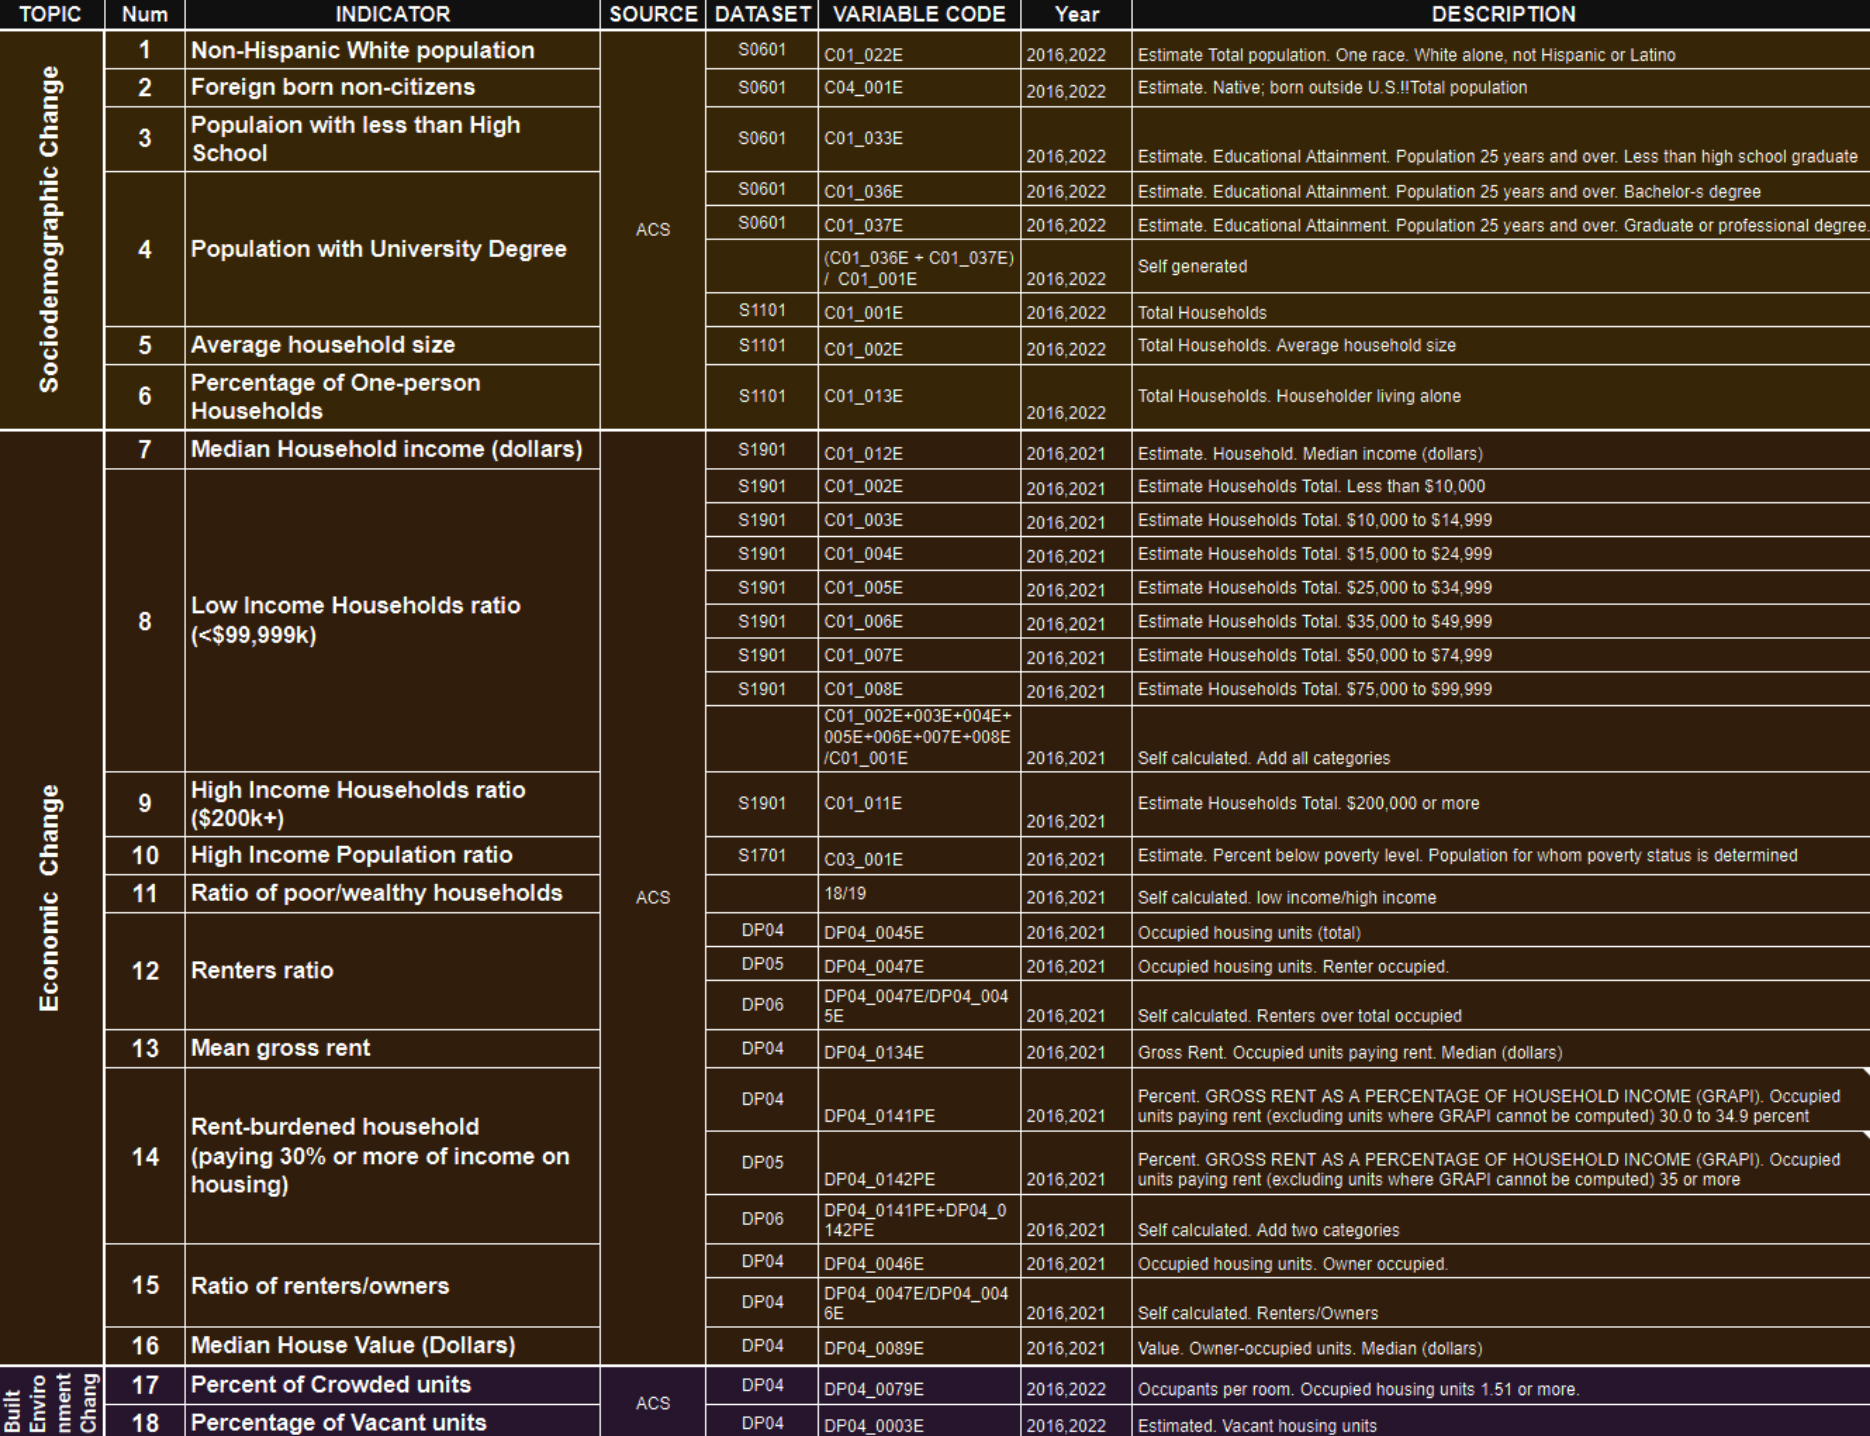 TOPIC Num INDICATOR SOURCE DATASET VARIABLE CODE Year DESCRIPTION
Sociodemographic Change
ACS
1 Non-Hispanic White population S0601 C01_022E 2016,2022 Estimate Total population. One race. White alone, not Hispanic or Latino
2 Foreign born non-citizens S0601 C04_001E 2016,2022 Estimate. Native; born outside U.S.!!Total population
3 Populaion with less than High
School S0601 C01_033E 2016,2022 Estimate. Educational Attainment. Population 25 years and over. Less than high school graduate
4 Population with University Degree
S0601 C01_036E 2016,2022 Estimate. Educational Attainment. Population 25 years and over. Bachelor-s degree
S0601 C01_037E 2016,2022 Estimate. Educational Attainment. Population 25 years and over. Graduate or professional degree.
(C01_036E + C01_037E)
/ C01_001E 2016,2022 Self generated
S1101 C01_001E 2016,2022 Total Households
5 Average household size S1101 C01_002E 2016,2022 Total Households. Average household size
6 Percentage of One-person
Households S1101 C01_013E 2016,2022 Total Households. Householder living alone
Economic Change
ACS
7 Median Household income (dollars) S1901 C01_012E 2016,2021 Estimate. Household. Median income (dollars)
8 Low Income Households ratio
(<$99,999k)
S1901 C01_002E 2016,2021 Estimate Households Total. Less than $10,000
S1901 C01_003E 2016,2021 Estimate Households Total. $10,000 to $14,999
S1901 C01_004E 2016,2021 Estimate Households Total. $15,000 to $24,999
S1901 C01_005E 2016,2021 Estimate Households Total. $25,000 to $34,999
S1901 C01_006E 2016,2021 Estimate Households Total. $35,000 to $49,999
S1901 C01_007E 2016,2021 Estimate Households Total. $50,000 to $74,999
S1901 C01_008E 2016,2021 Estimate Households Total. $75,000 to $99,999
C01_002E+003E+004E+
005E+006E+007E+008E
/C01_001E 2016,2021 Self calculated. Add all categories
9 High Income Households ratio
($200k+) S1901 C01_011E 2016,2021 Estimate Households Total. $200,000 or more
10 High Income Population ratio S1701 C03_001E 2016,2021 Estimate. Percent below poverty level. Population for whom poverty status is determined
11 Ratio of poor/wealthy households 18/19 2016,2021 Self calculated. low income/high income
12 Renters ratio
DP04 DP04_0045E 2016,2021 Occupied housing units (total)
DP05 DP04_0047E 2016,2021 Occupied housing units. Renter occupied.
DP06 DP04_0047E/DP04_004
5E 2016,2021 Self calculated. Renters over total occupied
13 Mean gross rent DP04 DP04_0134E 2016,2021 Gross Rent. Occupied units paying rent. Median (dollars)
14 Rent-burdened household
(paying 30% or more of income on
housing)
DP04 DP04_0141PE 2016,2021 Percent. GROSS RENT AS A PERCENTAGE OF HOUSEHOLD INCOME (GRAPI). Occupied
units paying rent (excluding units where GRAPI cannot be computed) 30.0 to 34.9 percent
DP05 DP04_0142PE 2016,2021 Percent. GROSS RENT AS A PERCENTAGE OF HOUSEHOLD INCOME (GRAPI). Occupied
units paying rent (excluding units where GRAPI cannot be computed) 35 or more
DP06 DP04_0141PE+DP04_0
142PE 2016,2021 Self calculated. Add two categories
15 Ratio of renters/owners
DP04 DP04_0046E 2016,2021 Occupied housing units. Owner occupied.
DP04 DP04_0047E/DP04_004
6E 2016,2021 Self calculated. Renters/Owners
16 Median House Value (Dollars) DP04 DP04_0089E 2016,2021 Value. Owner-occupied units. Median (dollars)
Built
Enviro
nment
Chang
ACS
17 Percent of Crowded units DP04 DP04_0079E 2016,2022 Occupants per room. Occupied housing units 1.51 or more.
18 Percentage of Vacant units DP04 DP04_0003E 2016,2022 Estimated. Vacant housing units